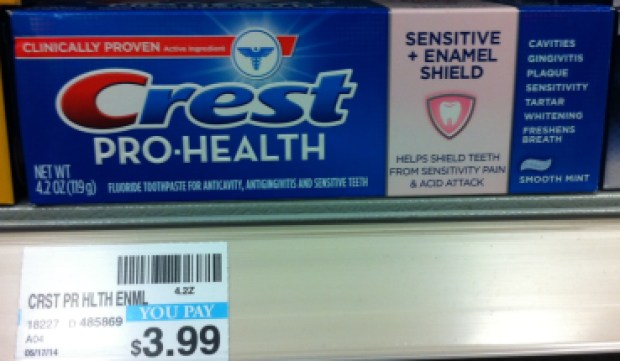 CLINICALLY PROVEN Active Ingredient
Crest
PRO-HEALTH
NET WT
4.2 OZ (119 g)
FLUORIDE TOOTHPASTE FOR ANTICAVITY, ANTIGINGIVITIS AND SENSITIVE TEETH
SENSITIVE
+ ENAMEL
SHIELD
HELPS SHIELD TEETH
FROM SENSITIVITY PAIN
& ACID ATTACK
CAVITIES
GINGIVITIS
PLAQUE
SENSITIVITY
TARTAR
WHITENING
FRESHENS
BREATH
SMOOTH MINT
4.2Z
CRST PR HLTH ENML
YOU PAY
18227 D 485869
A04
05/17/14
$3.99